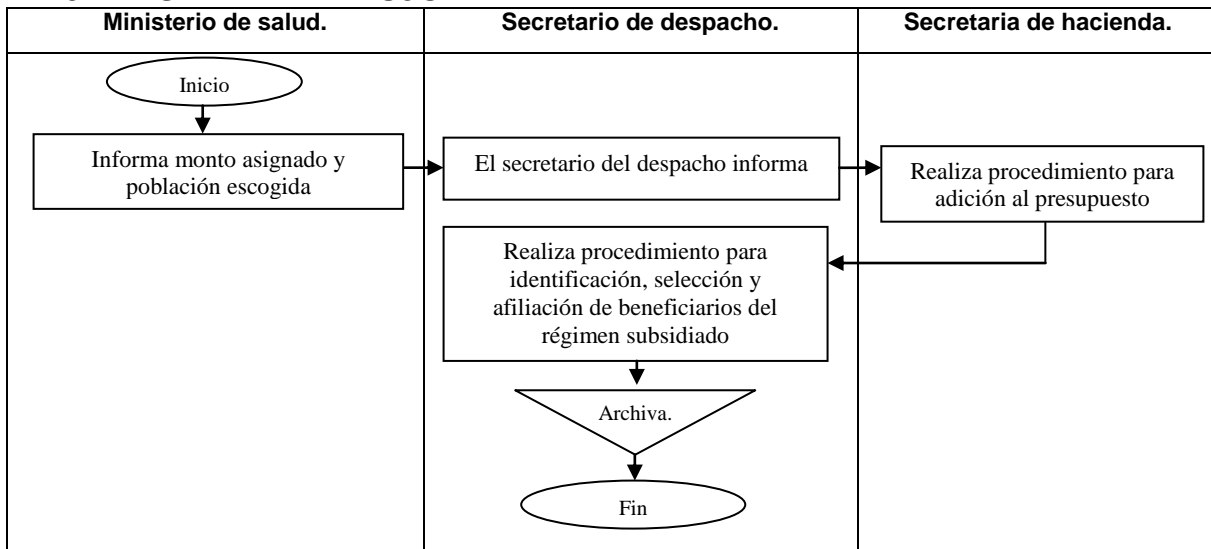 Ministerio de salud.
Secretario de despacho.
Secretaria de hacienda.
Inicio
Informa monto asignado y
población escogida
El secretario del despacho informa
Realiza procedimiento para
adición al presupuesto
Realiza procedimiento para
identificación, selección y
afiliación de beneficiarios del
régimen subsidiado
Archiva.
Fin